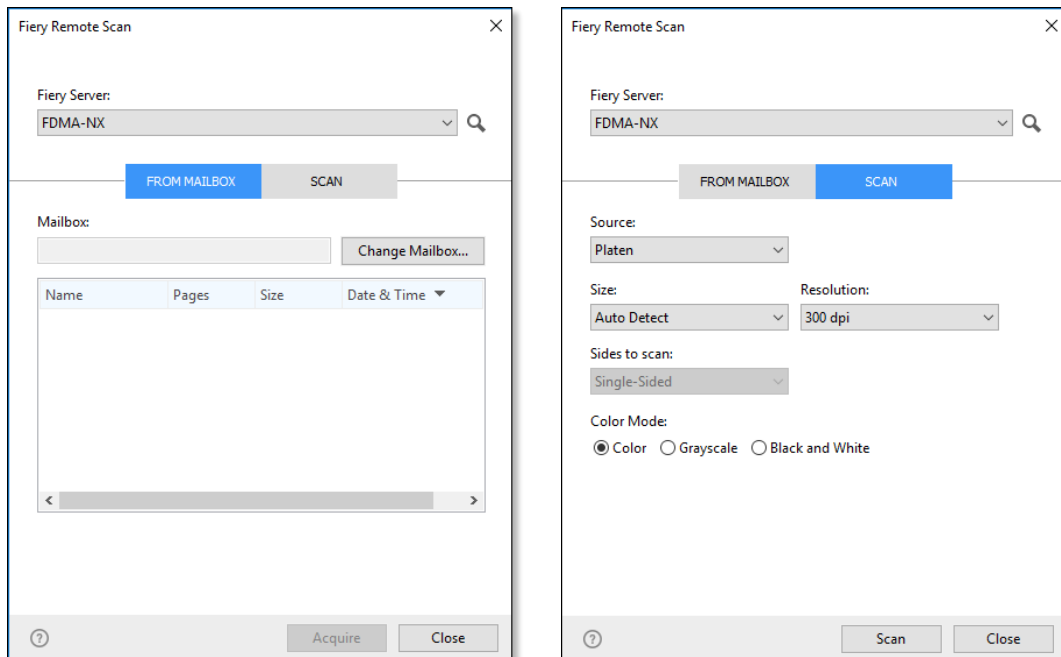 Fiery Remote Scan
Fiery Server:
FDMA-NX
FROM MAILBOX SCAN
Mailbox:
Change Mailbox...
Name Pages Size Date & Time
Acquire Close
Fiery Remote Scan
Fiery Server:
FDMA-NX
FROM MAILBOX SCAN
Source:
Platen
Size: Resolution:
Auto Detect 300 dpi
Sides to scan:
Single-Sided
Color Mode:
Color Grayscale Black and White
Scan Close